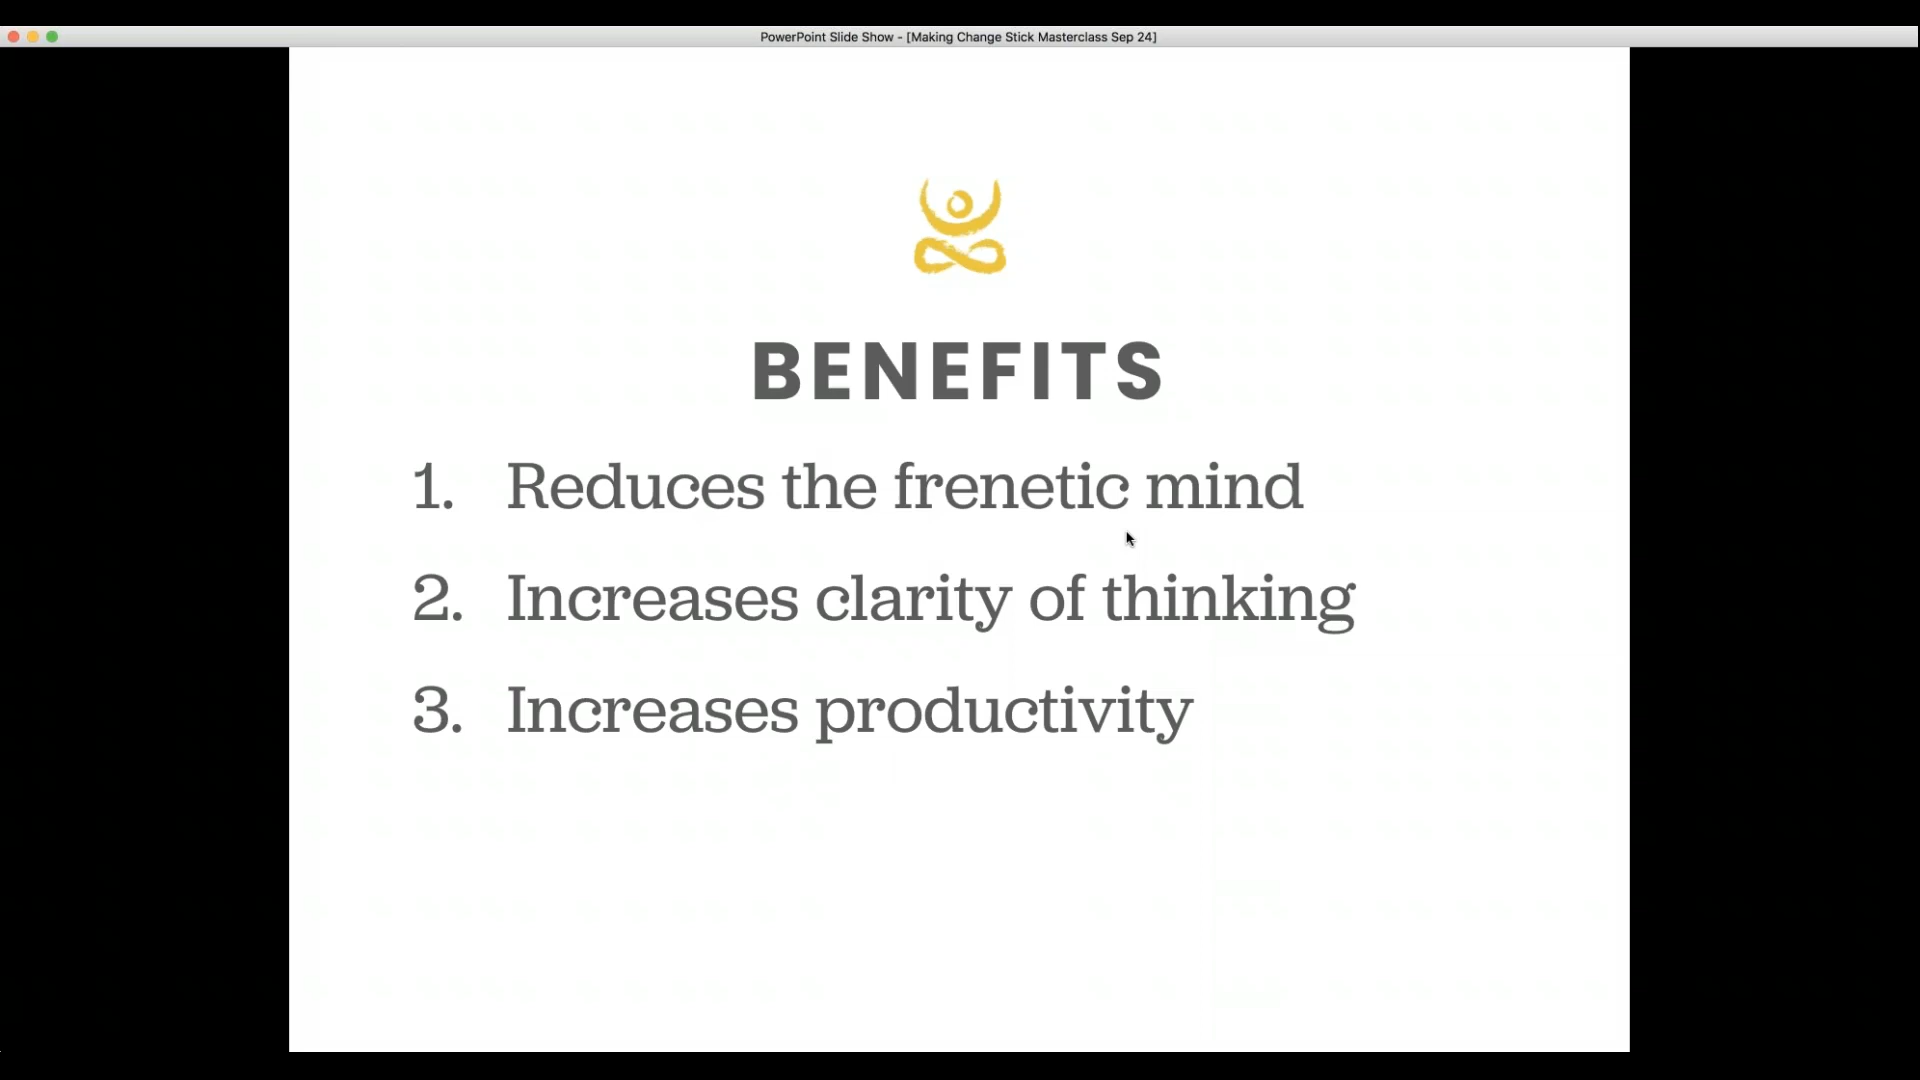 PowerPoint Slide Show - [Making Change Stick Masterclass Sep 24]
BENEFITS
1. Reduces the frenetic mind
2. Increases clarity of thinking
3. Increases productivity